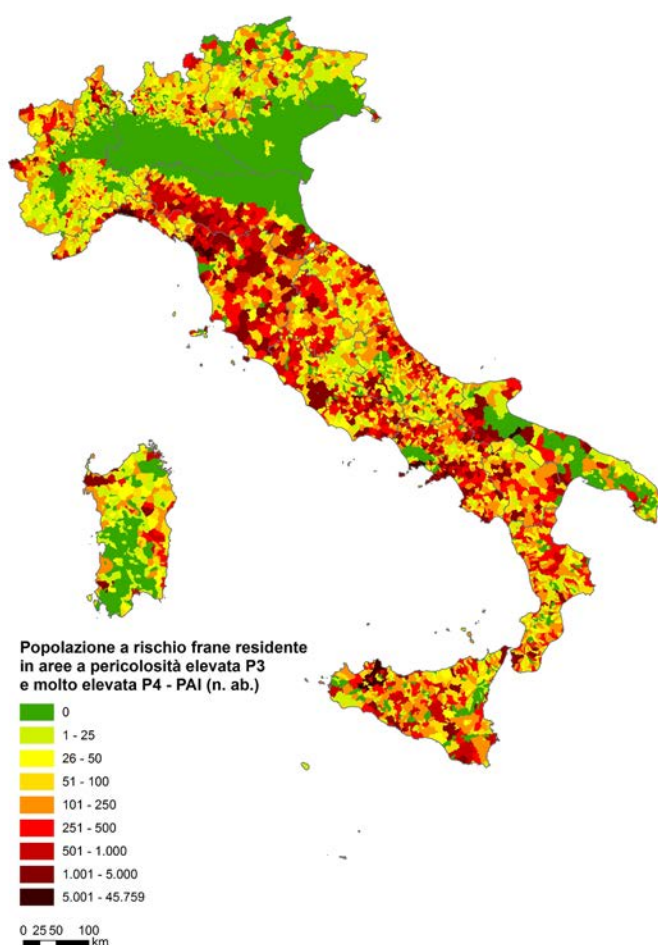 Popolazione a rischio frane residente
in aree a pericolosità elevata P3
e molto elevata P4 - PAI (n. ab.)
0
1 - 25
26 - 50
51 - 100
101 - 250
251 - 500
501 - 1.000
1.001 - 5.000
5.001 - 45.759
0 25 50 100
km